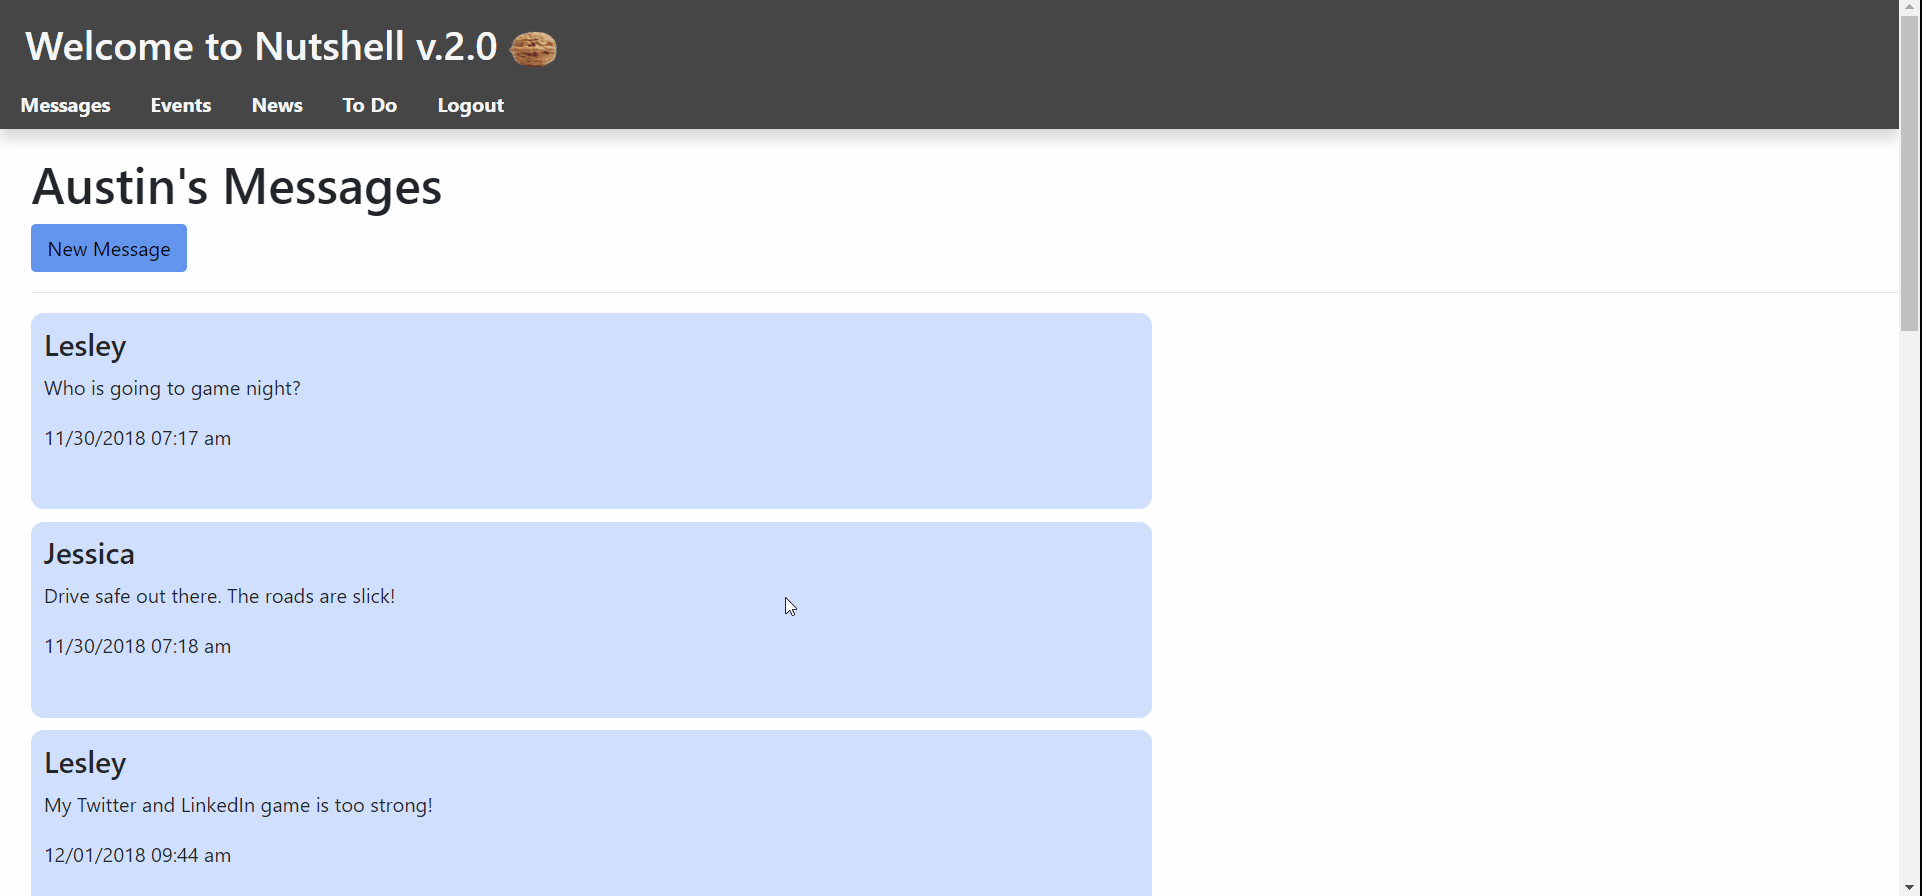 Welcome to Nutshell v.2.0
Messages Events News To Do Logout
Austin's Messages
New Message
Lesley
Who is going to game night?
11/30/2018 07:17 am
Jessica
Drive safe out there. The roads are slick!
11/30/2018 07:18 am
Lesley
My Twitter and LinkedIn game is too strong!
12/01/2018 09:44 am